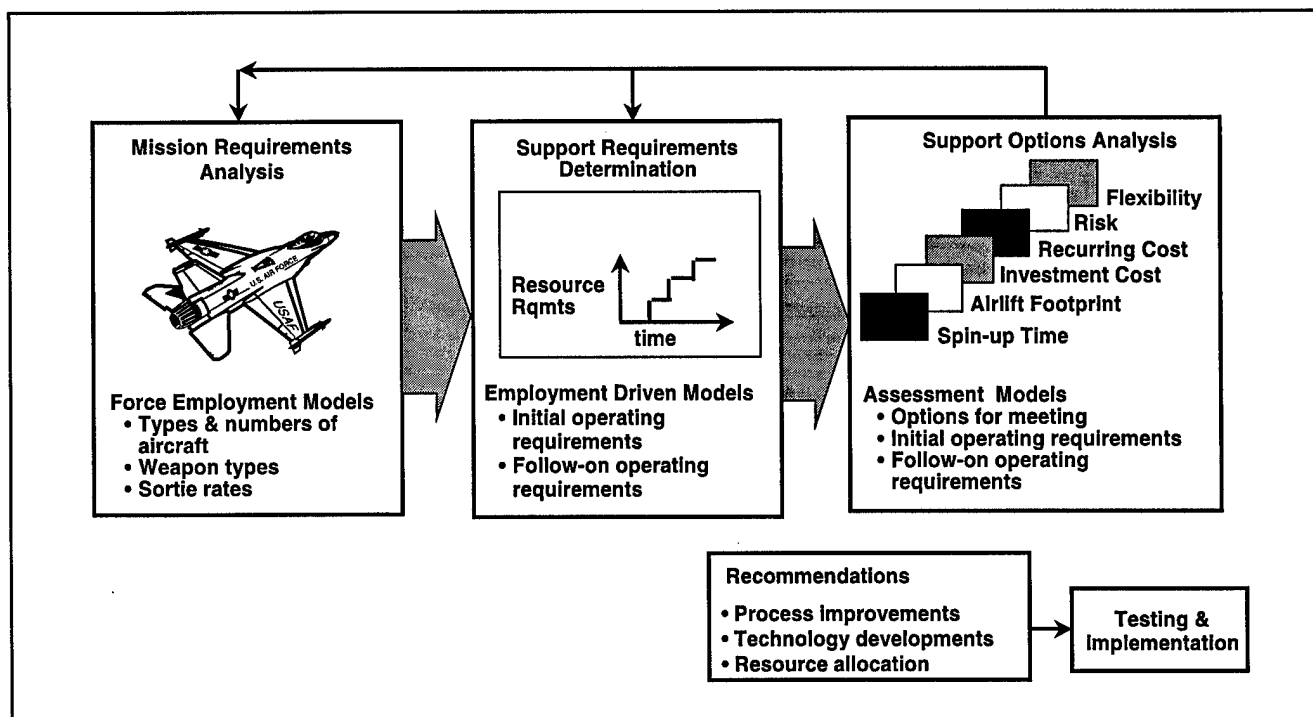 Mission Requirements
Analysis
U.S. AIR FORCE
USAF
Force Employment Models
• Types & numbers of
aircraft
• Weapon types
• Sortie rates
Support Requirements
Determination
Resource
Rqmts
time
Employment Driven Models
• Initial operating
requirements
• Follow-on operating
requirements
Support Options Analysis
Flexibility
Risk
Recurring Cost
Investment Cost
Airlift Footprint
Spin-up Time
Assessment Models
• Options for meeting
• Initial operating requirements
• Follow-on operating
requirements
Recommendations
• Process improvements
• Technology developments
• Resource allocation
Testing &
Implementation